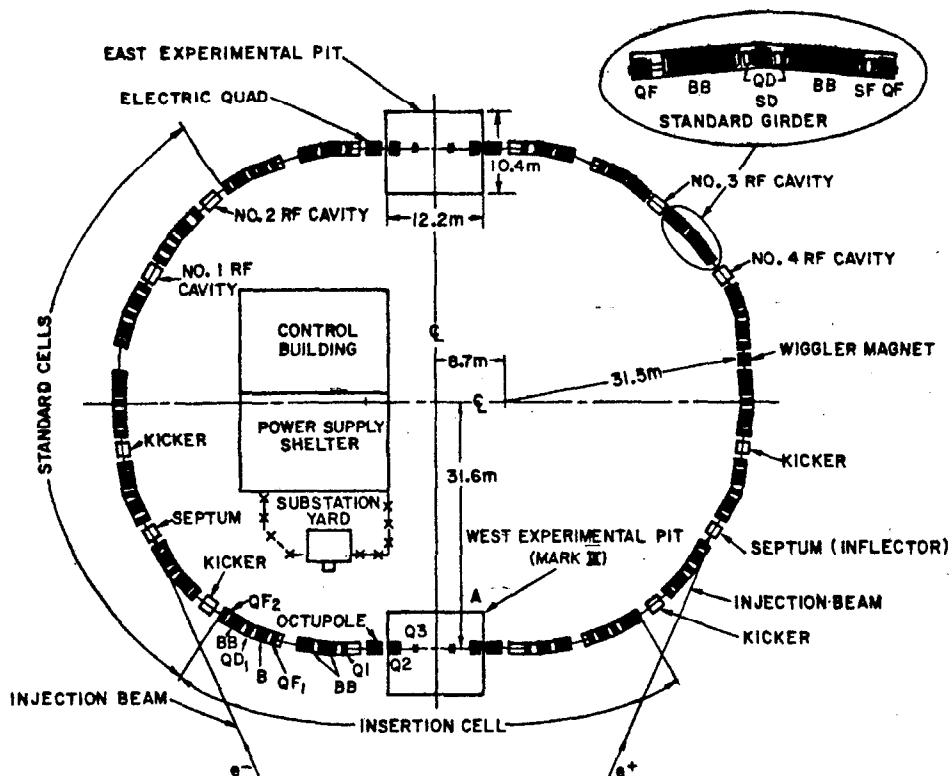 EAST EXPERIMENTAL PIT
ELECTRIC QUAD
QF
BB
QD
SD
BB
SF QF
STANDARD GIRDER
10.4m
12.2m
NO. 3 RF CAVITY
NO. 2 RF CAVITY
NO. 1 RF
CAVITY
NO. 4 RF CAVITY
STANDARD CELLS
CONTROL
BUILDING
℄
8.7m
31.5m
WIGGLER MAGNET
℄
POWER SUPPLY
SHELTER
KICKER
KICKER
31.6m
SUBSTATION
YARD
SEPTUM
WEST EXPERIMENTAL PIT
(MARK III)
SEPTUM (INFLECTOR)
KICKER
A
INJECTION BEAM
QF2
OCTUPOLE
Q3
KICKER
BB
QD1
B
QF1
BB
Q1
Q2
INJECTION BEAM
INSERTION CELL
e-
e+